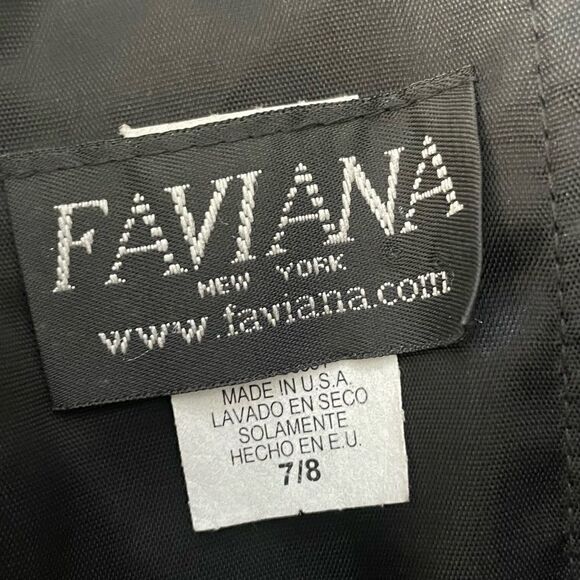 FAVIANA
NEW YORK
www.faviana.com
MADE IN U.S.A.
LAVADO EN SECO
SOLAMENTE
HECHO EN E.U.
7/8